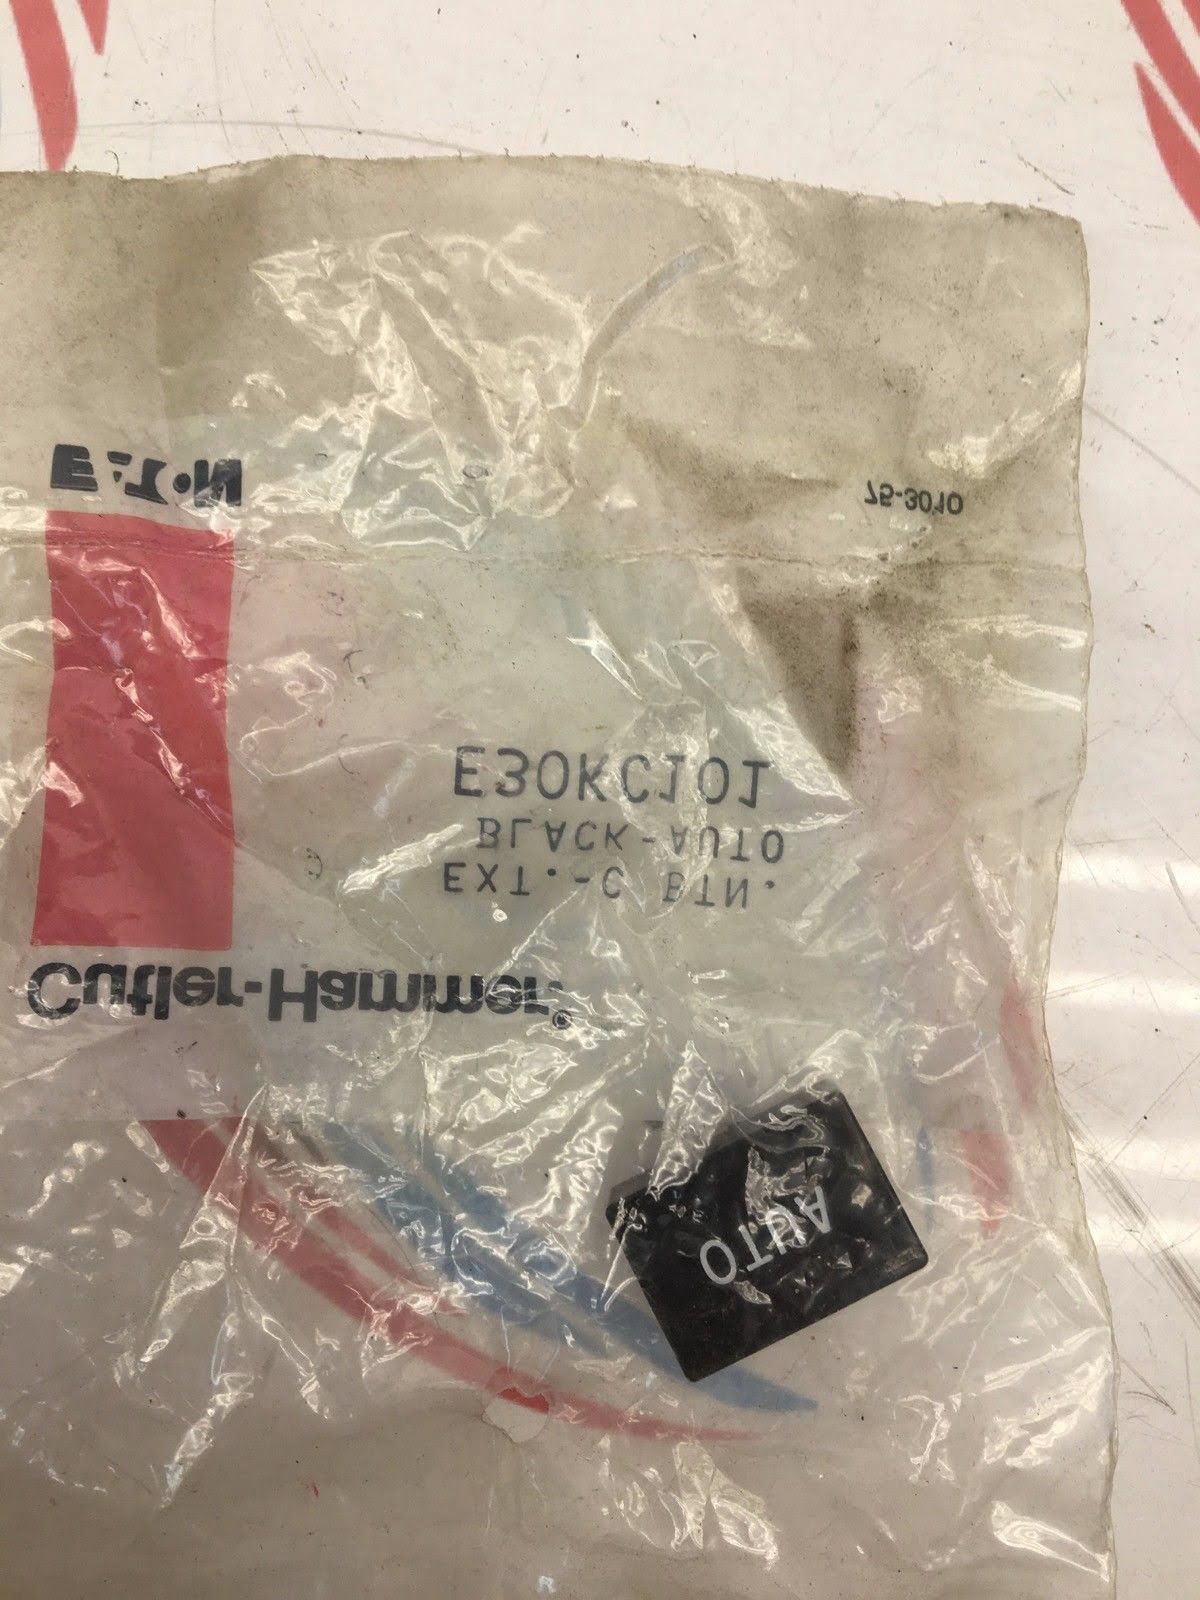 AUTO
Cutler-Hammer®
EXT.-C BTN.
BLACK-AUTO
E30KC101
75-3010
EATON